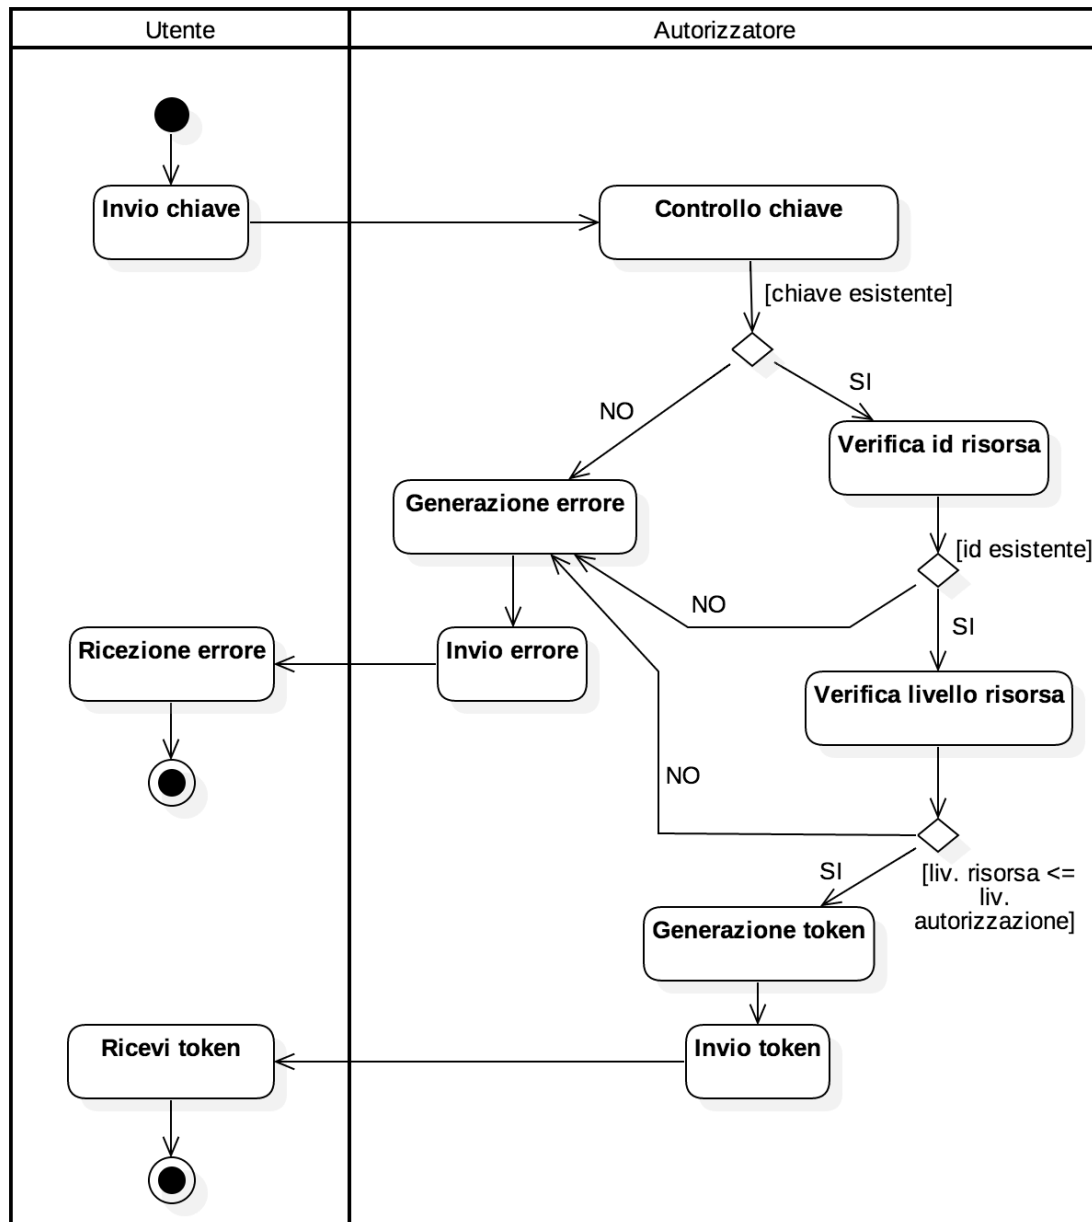 Utente
Autorizzatore
Invio chiave
Controllo chiave
[chiave esistente]
SI
NO
Verifica id risorsa
Generazione errore
[id esistente]
NO
SI
Ricezione errore
Invio errore
Verifica livello risorsa
NO
SI
[liv. risorsa <=
liv.
autorizzazione]
Generazione token
Ricevi token
Invio token